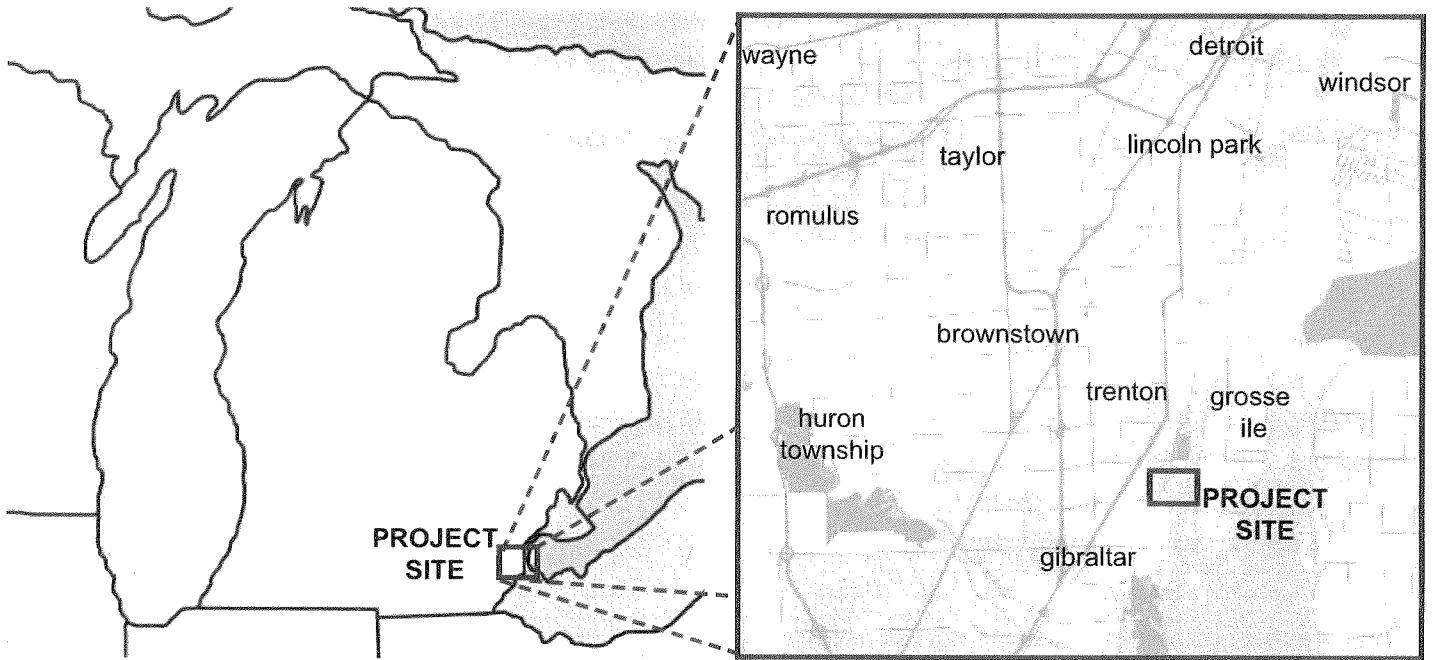 PROJECT
SITE
wayne
detroit
windsor
taylor
lincoln park
romulus
brownstown
trenton
grosse
ile
huron
township
PROJECT
SITE
gibraltar